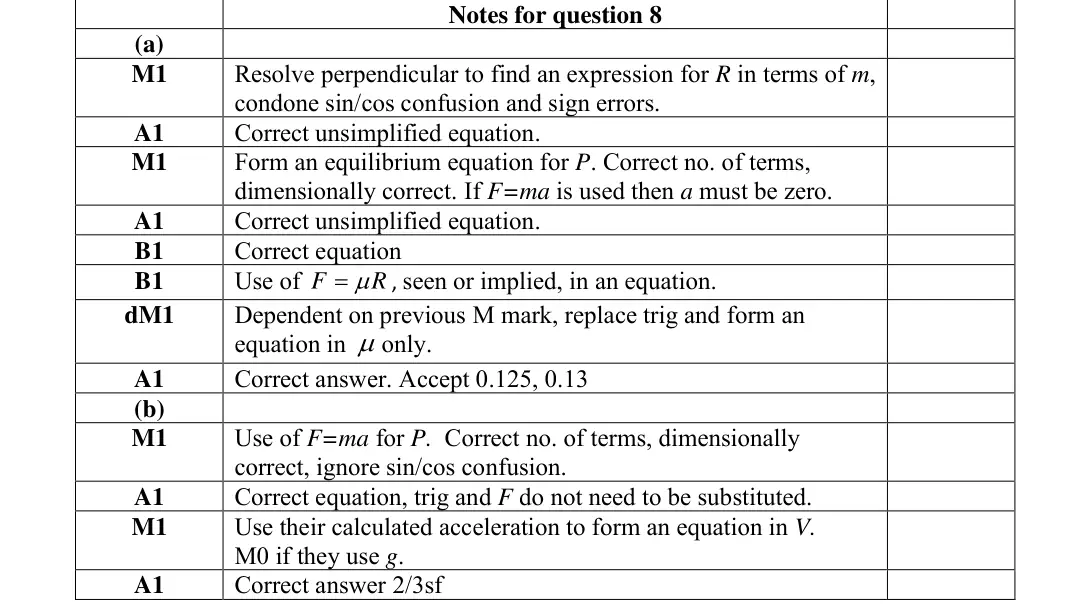 Notes for question 8
(a)
M1 Resolve perpendicular to find an expression for R in terms of m,
condone sin/cos confusion and sign errors.
A1 Correct unsimplified equation.
M1 Form an equilibrium equation for P. Correct no. of terms,
dimensionally correct. If F=ma is used then a must be zero.
A1 Correct unsimplified equation.
B1 Correct equation
B1 Use of F = μR , seen or implied, in an equation.
dM1 Dependent on previous M mark, replace trig and form an
equation in μ only.
A1 Correct answer. Accept 0.125, 0.13
(b)
M1 Use of F=ma for P. Correct no. of terms, dimensionally
correct, ignore sin/cos confusion.
A1 Correct equation, trig and F do not need to be substituted.
M1 Use their calculated acceleration to form an equation in V.
M0 if they use g.
A1 Correct answer 2/3sf